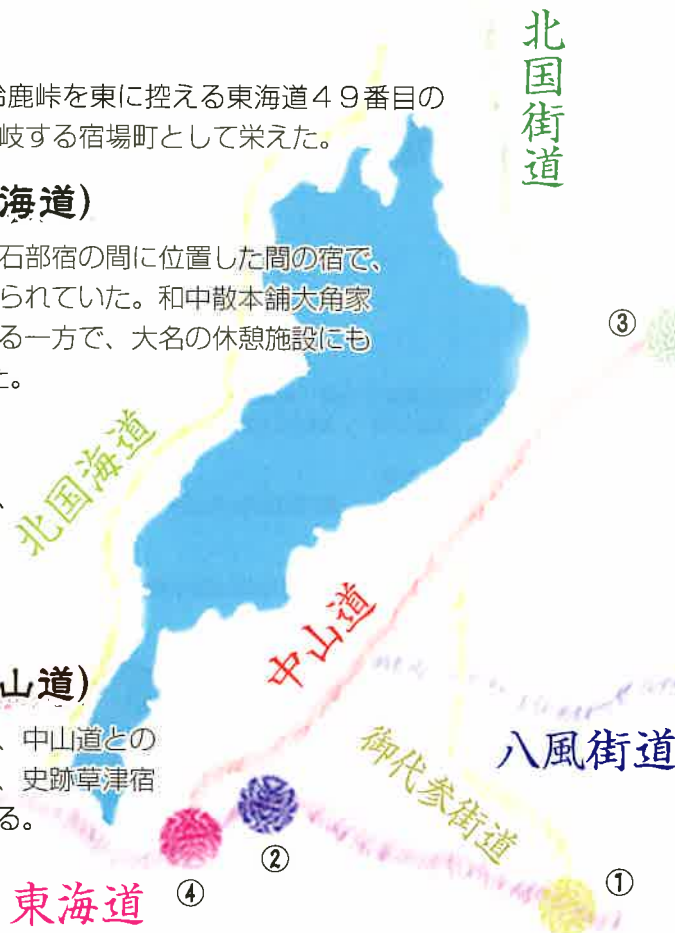 北国街道
鈴鹿峠を東に控える東海道４９番目の
岐する宿場町として栄えた。
海道)
石部宿の間に位置した間の宿で、
られていた。和中散本舗大角家
る一方で、大名の休憩施設にも
た。
③
北国海道
、
中山道
山道)
、中山道との
、史跡草津宿
る。
御代参街道
八風街道
②
④
①
東海道